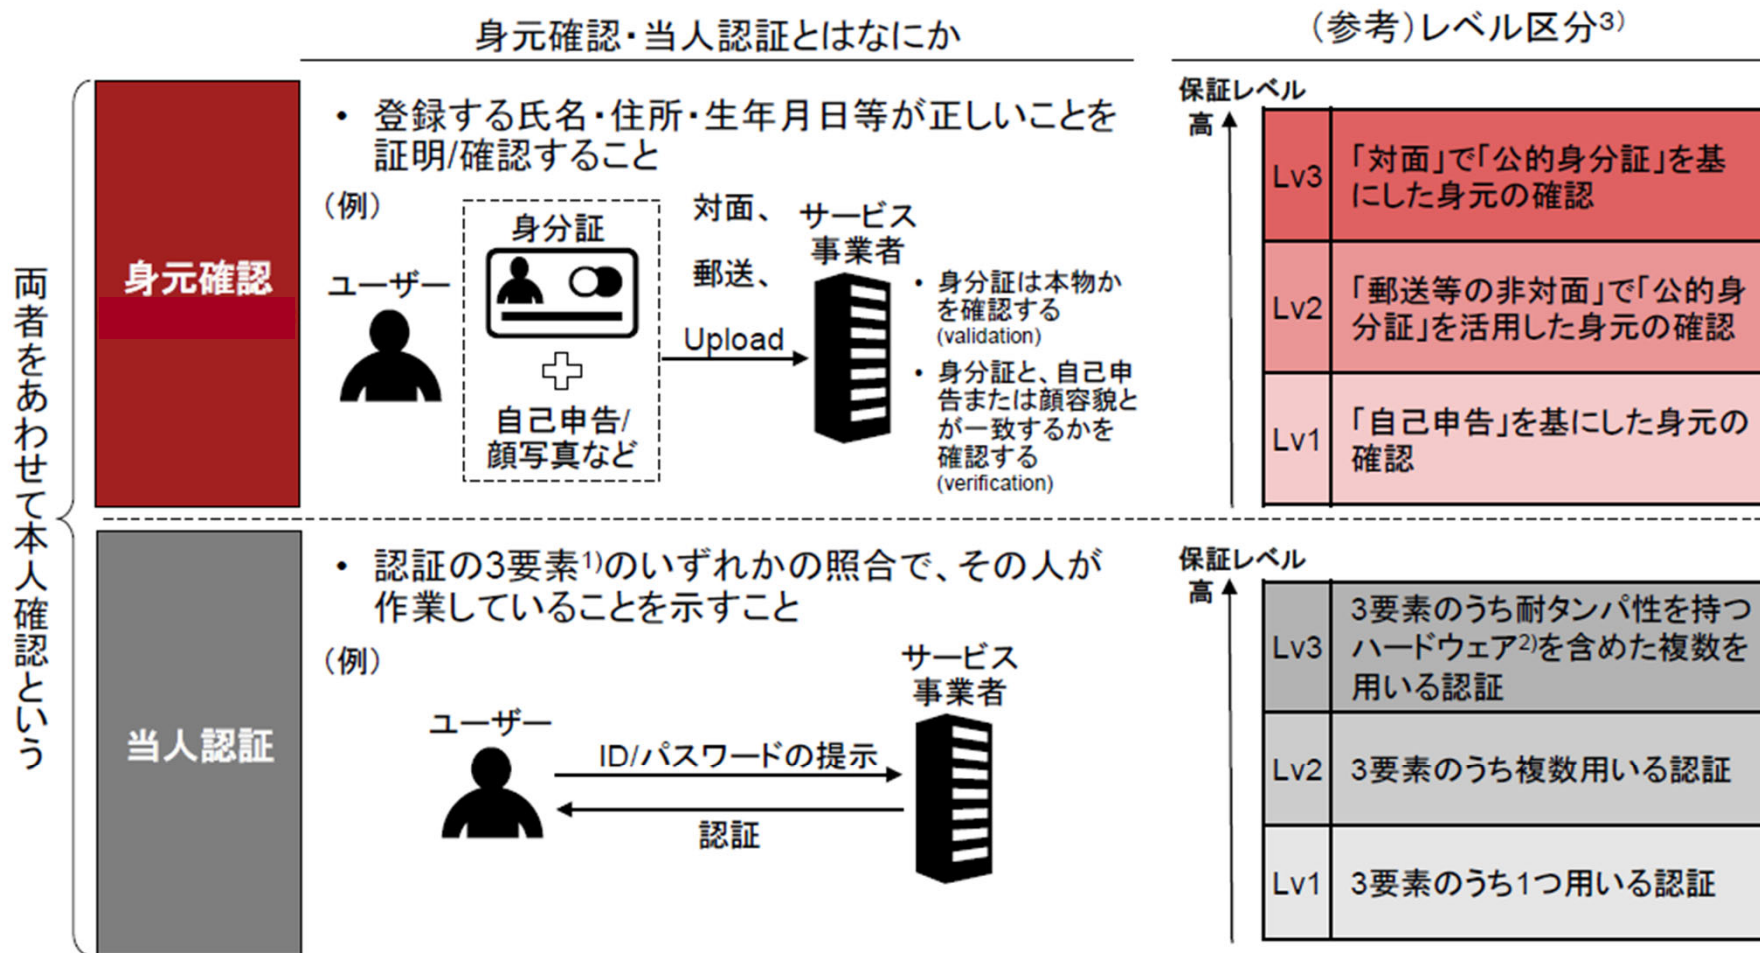 身元確認・当人認証とはなにか
(参考)レベル区分3)
両者をあわせて本人確認という
身元確認
• 登録する氏名・住所・生年月日等が正しいことを
証明/確認すること
(例)
ユーザー
身分証
自己申告/
顔写真など
対面、
郵送、
Upload
サービス
事業者
• 身分証は本物か
を確認する
(validation)
• 身分証と、自己申
告または顔容貌と
が一致するかを
確認する
(verification)
保証レベル
高
Lv3
「対面」で「公的身分証」を基
にした身元の確認
Lv2
「郵送等の非対面」で「公的身
分証」を活用した身元の確認
Lv1
「自己申告」を基にした身元の
確認
当人認証
• 認証の3要素1)のいずれかの照合で、その人が
作業していることを示すこと
(例)
ユーザー
ID/パスワードの提示
認証
サービス
事業者
保証レベル
高
Lv3
3要素のうち耐タンパ性を持つ
ハードウェア2)を含めた複数を
用いる認証
Lv2
3要素のうち複数用いる認証
Lv1
3要素のうち1つ用いる認証